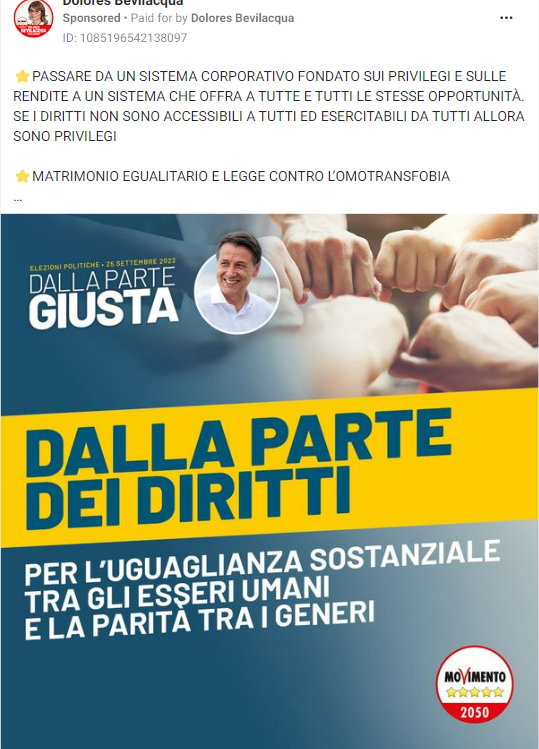 Dolores Bevilacqua
Sponsored • Paid for by Dolores Bevilacqua
ID: 1085196542138097
⭐PASSARE DA UN SISTEMA CORPORATIVO FONDATO SUI PRIVILEGI E SULLE
RENDITE A UN SISTEMA CHE OFFRA A TUTTE E TUTTI LE STESSE OPPORTUNITÀ.
SE I DIRITTI NON SONO ACCESSIBILI A TUTTI ED ESERCITABILI DA TUTTI ALLORA
SONO PRIVILEGI
⭐MATRIMONIO EGUALITARIO E LEGGE CONTRO L'OMOTRANSFOBIA
...
ELEZIONI POLITICHE • 25 SETTEMBRE 2022
DALLA PARTE
GIUSTA
DALLA PARTE
DEI DIRITTI
PER L'UGUAGLIANZA SOSTANZIALE
TRA GLI ESSERI UMANI
E LA PARITÀ TRA I GENERI
MOVIMENTO
2050